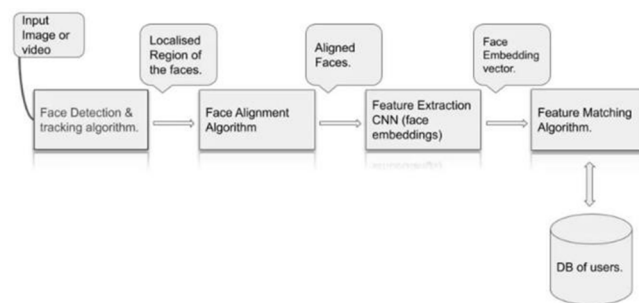 Input
Image or
video
Localised
Region of
the faces.
Aligned
Faces.
Face
Embedding
vector.
Face Detection &
tracking algorithm.
Face Alignment
Algorithm
Feature Extraction
CNN (face
embeddings)
Feature Matching
Algorithm.
DB of users.